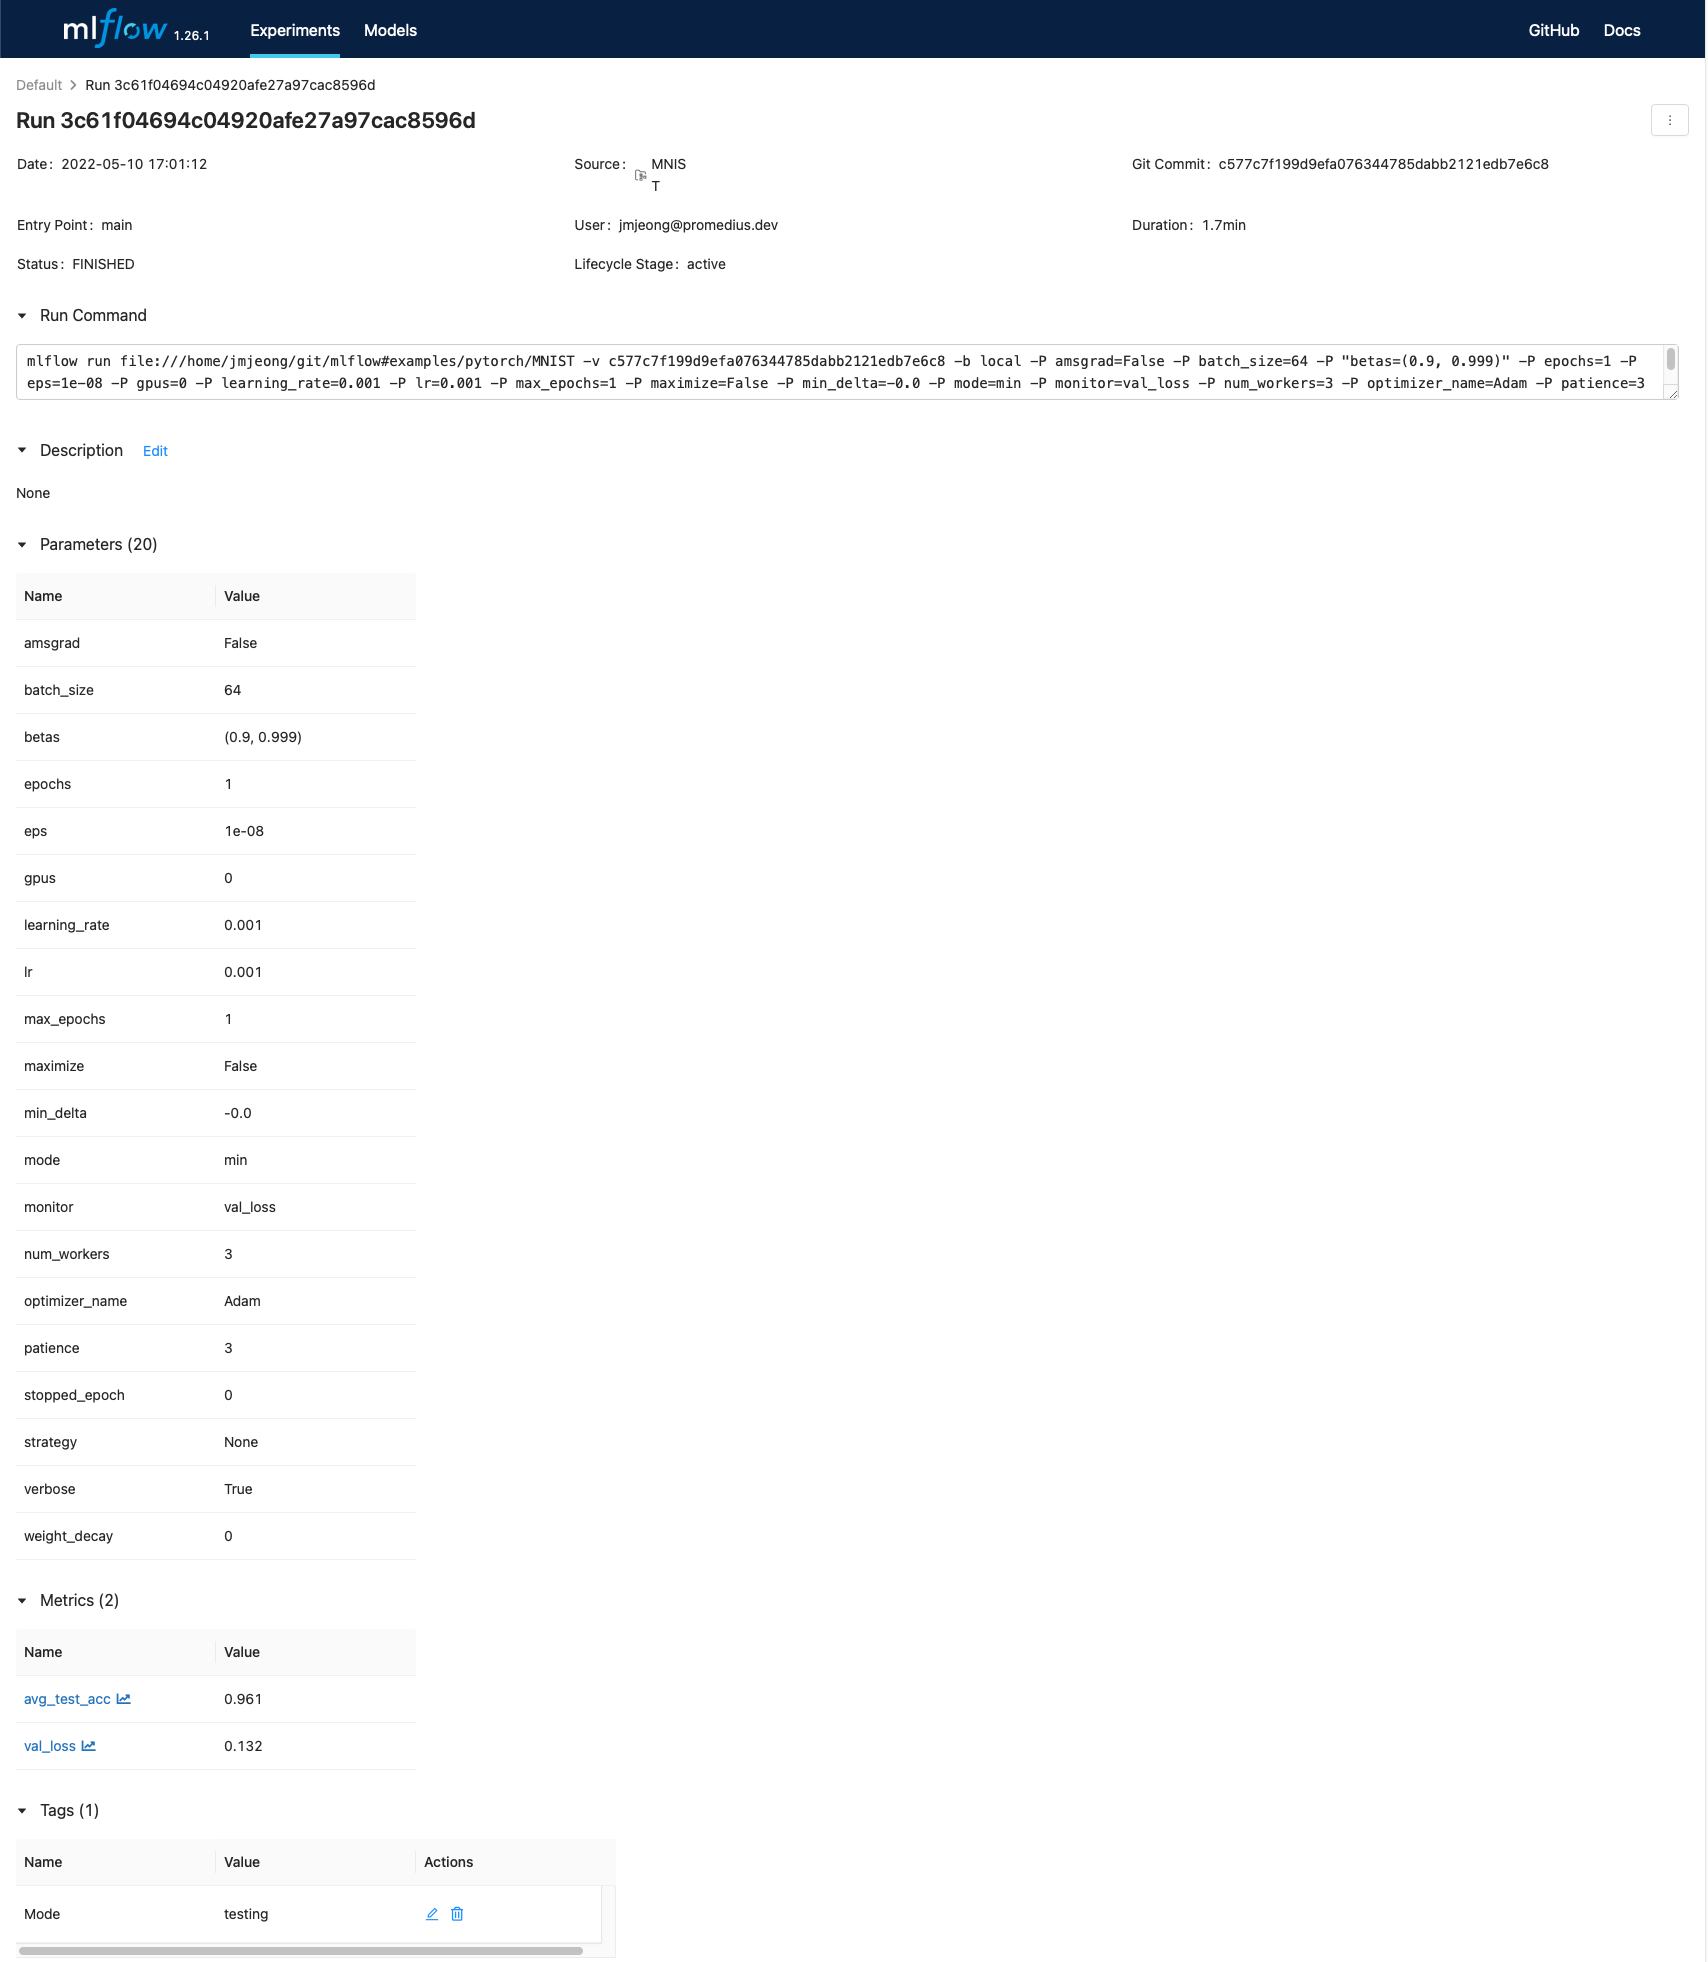 mlflow 1.26.1 Experiments Models GitHub Docs
Default > Run 3c61f04694c04920afe27a97cac8596d
Run 3c61f04694c04920afe27a97cac8596d
Date: 2022-05-10 17:01:12 Source: MNIS
T
Git Commit: c577c7f199d9efa076344785dabb2121edb7e6c8
Entry Point: main User: jmjeong@promedius.dev Duration: 1.7min
Status: FINISHED Lifecycle Stage: active
Run Command
mlflow run file:///home/jmjeong/git/mlflow#examples/pytorch/MNIST -v c577c7f199d9efa076344785dabb2121edb7e6c8 -b local -P amsgrad=False -P batch_size=64 -P "betas=(0.9, 0.999)" -P epochs=1 -P
eps=1e-08 -P gpus=0 -P learning_rate=0.001 -P lr=0.001 -P max_epochs=1 -P maximize=False -P min_delta=-0.0 -P mode=min -P monitor=val_loss -P num_workers=3 -P optimizer_name=Adam -P patience=3
Description Edit
None
Parameters (20)
Name Value
amsgrad False
batch_size 64
betas (0.9, 0.999)
epochs 1
eps 1e-08
gpus 0
learning_rate 0.001
lr 0.001
max_epochs 1
maximize False
min_delta -0.0
mode min
monitor val_loss
num_workers 3
optimizer_name Adam
patience 3
stopped_epoch 0
strategy None
verbose True
weight_decay 0
Metrics (2)
Name Value
avg_test_acc 0.961
val_loss 0.132
Tags (1)
Name Value Actions
Mode testing